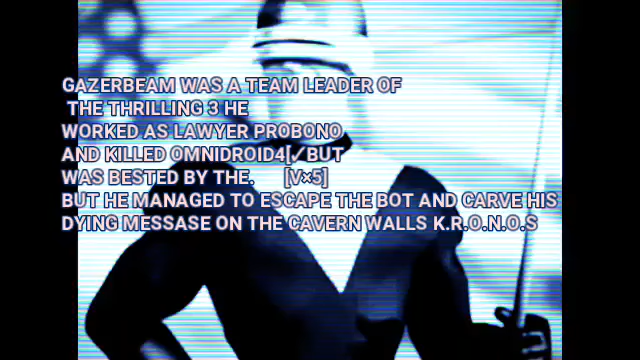 GAZERBEAM WAS A TEAM LEADER OF
THE THRILLING 3 HE
WORKED AS LAWYER PROBONO
AND KILLED OMNIDROID4[✓BUT
WAS BESTED BY THE. [V×5]
BUT HE MANAGED TO ESCAPE THE BOT AND CARVE HIS
DYING MESSASE ON THE CAVERN WALLS K.R.O.N.O.S